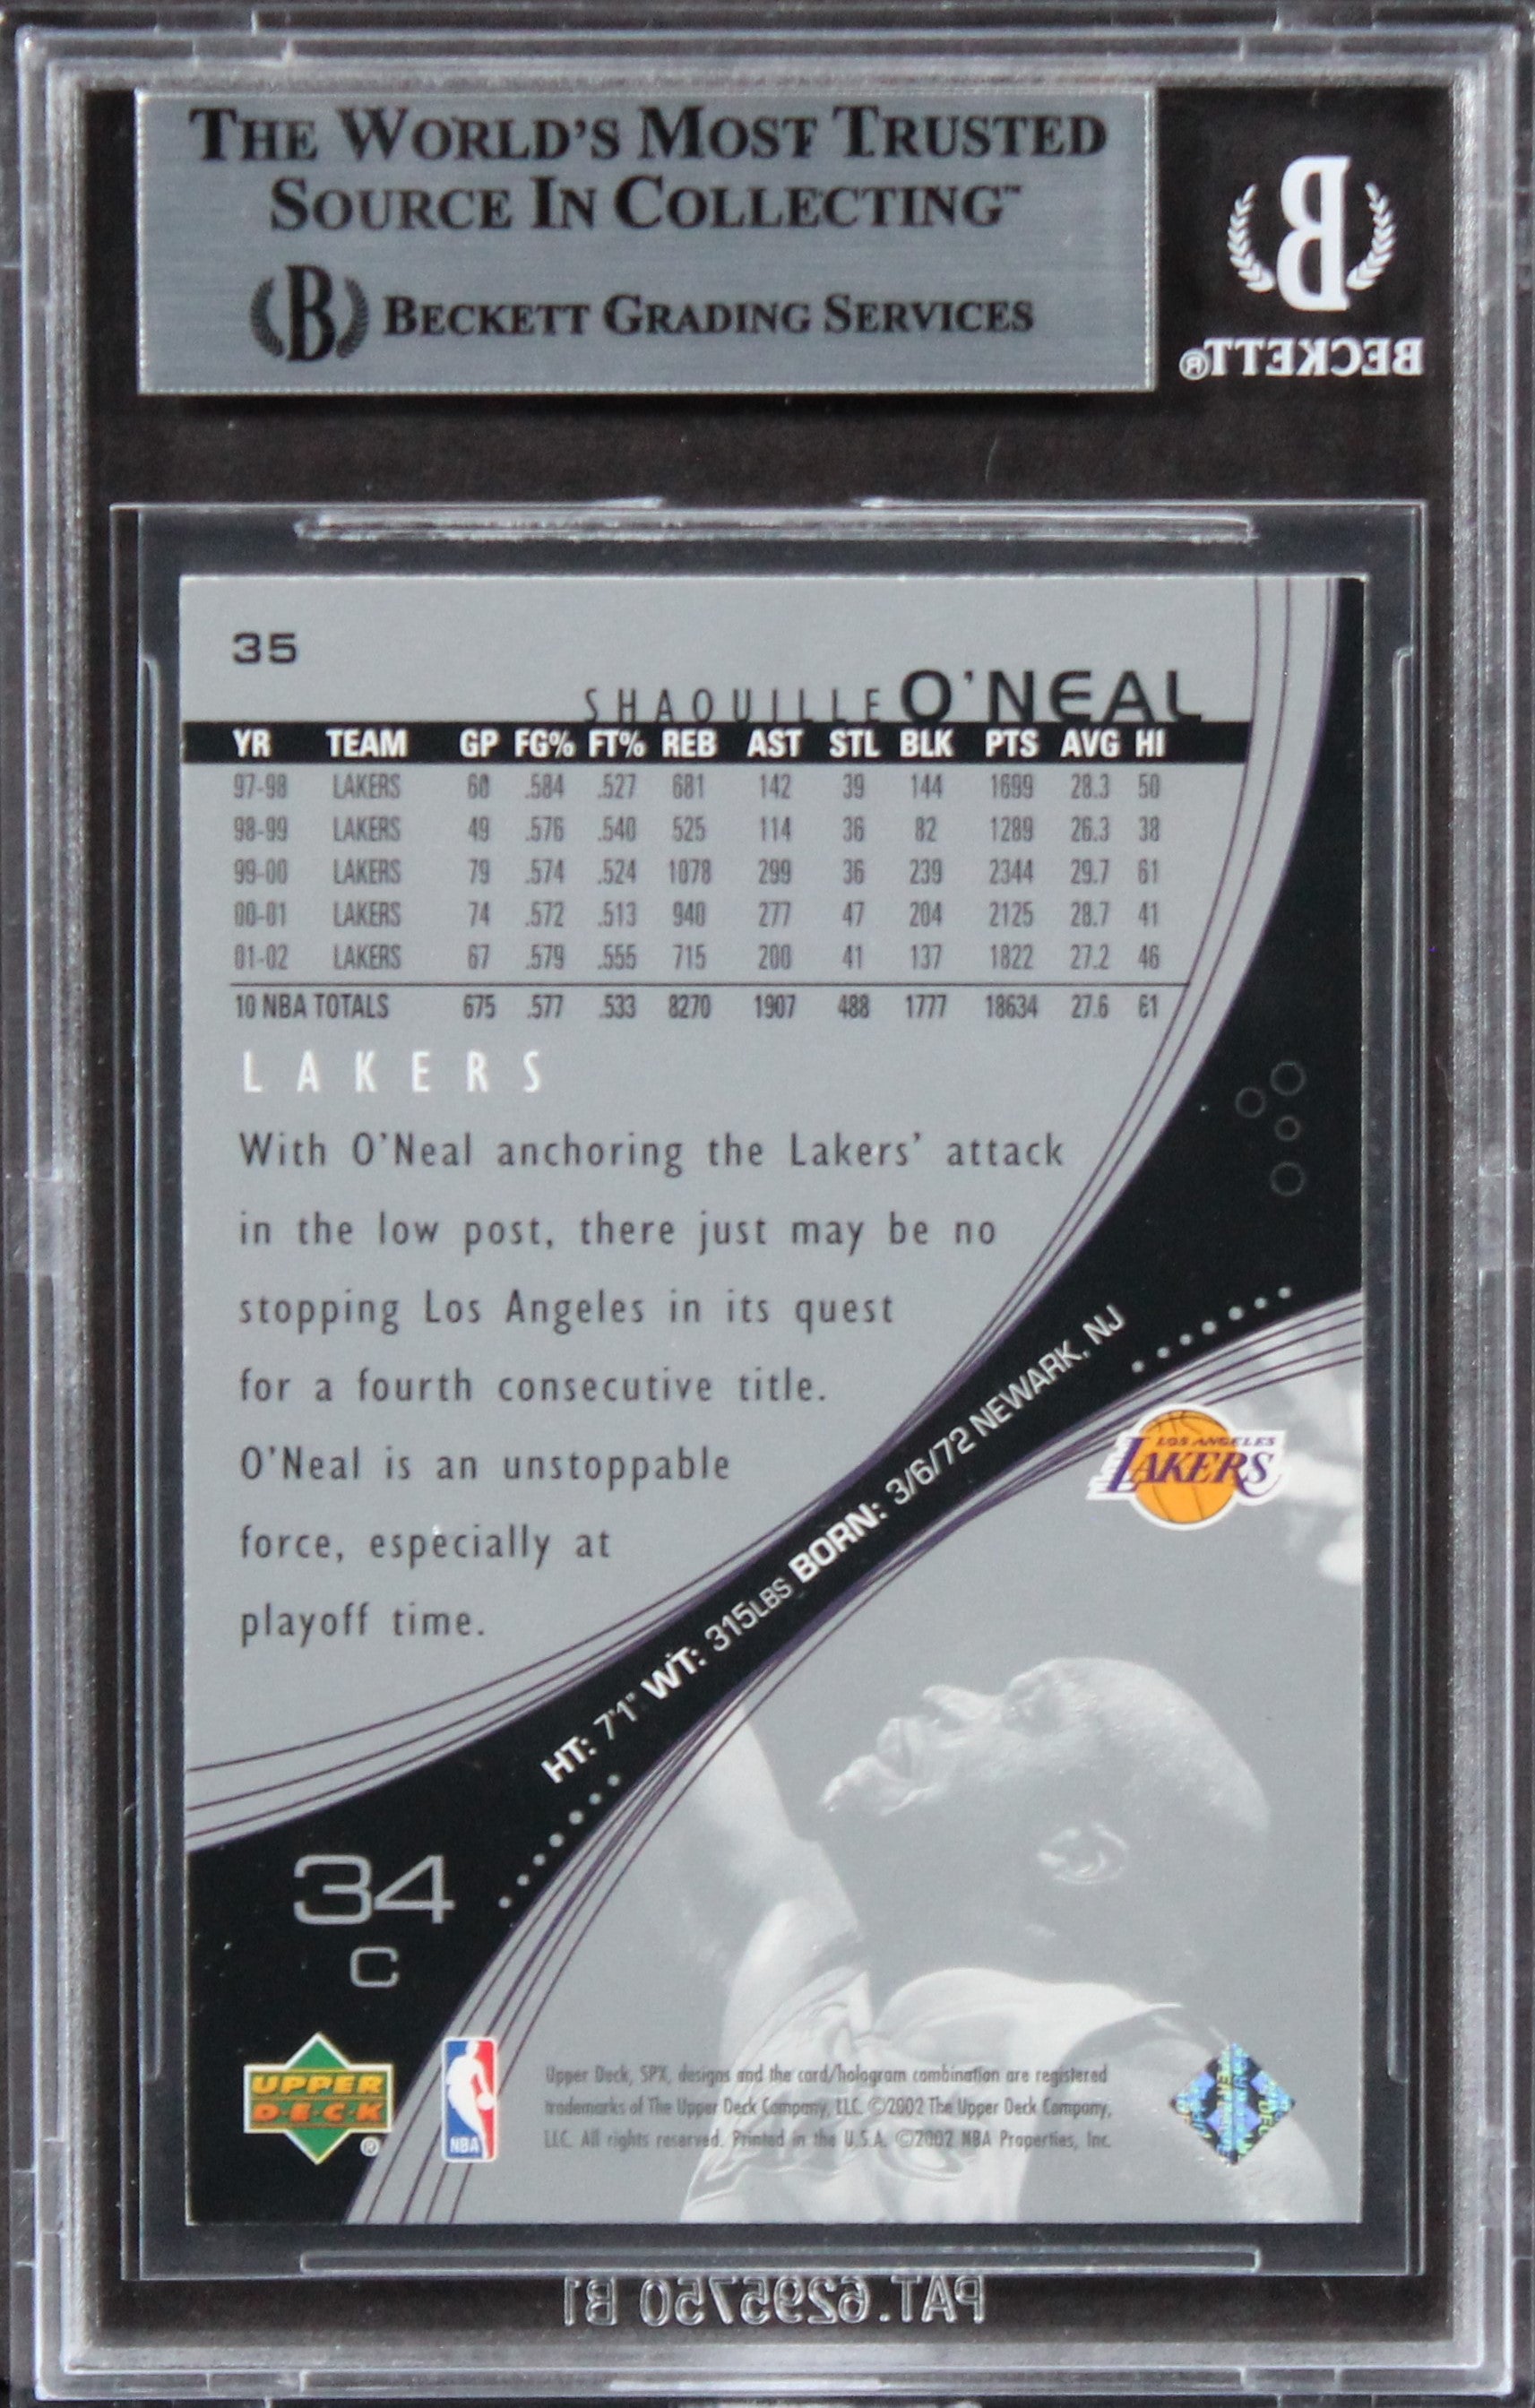 THE WORLD'S MOST TRUSTED
SOURCE IN COLLECTING™
B BECKETT GRADING SERVICES
B
BECKETT®
35
SHAQUILLE O'NEAL
YR TEAM GP FG% FT% REB AST STL BLK PTS AVG HI
97-98 LAKERS 60 .584 .527 681 142 39 144 1699 28.3 50
98-99 LAKERS 49 .576 .540 525 114 36 82 1289 26.3 38
99-00 LAKERS 79 .574 .524 1078 299 36 239 2344 29.7 61
00-01 LAKERS 74 .572 .513 940 277 47 204 2125 28.7 41
01-02 LAKERS 67 .579 .555 715 200 41 137 1822 27.2 46
10 NBA TOTALS 675 .577 .533 8270 1907 488 1777 18634 27.6 61
LAKERS
With O'Neal anchoring the Lakers' attack
in the low post, there just may be no
stopping Los Angeles in its quest
for a fourth consecutive title.
O'Neal is an unstoppable
force, especially at
playoff time.
HT: 7'1" WT: 315LBS BORN: 3/6/72 NEWARK, NJ
LOS ANGELES
LAKERS
34
C
UPPER
D·E·C·K
®
NBA
Upper Deck, SPX, designs and the card/hologram combination are registered
trademarks of The Upper Deck Company, LLC. ©2002 The Upper Deck Company,
LLC. All rights reserved. Printed in the U.S.A. ©2002 NBA Properties, Inc.
PAT.6295750 B1